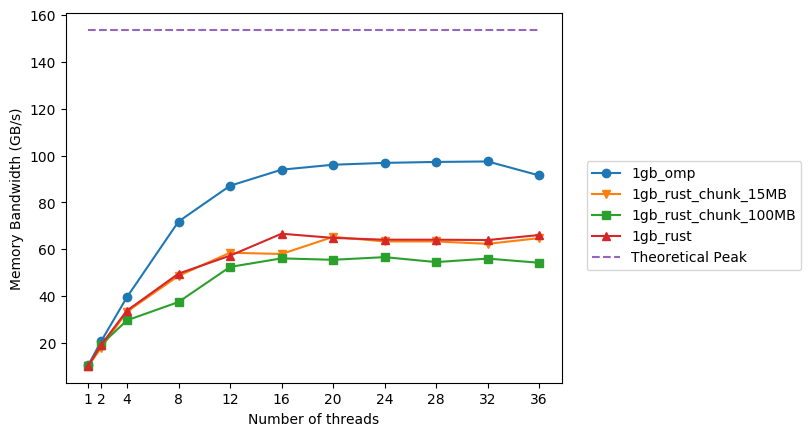 160
140
120
100
80
60
40
20
Memory Bandwidth (GB/s)
1 2 4 8 12 16 20 24 28 32 36
Number of threads
1gb_omp
1gb_rust_chunk_15MB
1gb_rust_chunk_100MB
1gb_rust
Theoretical Peak